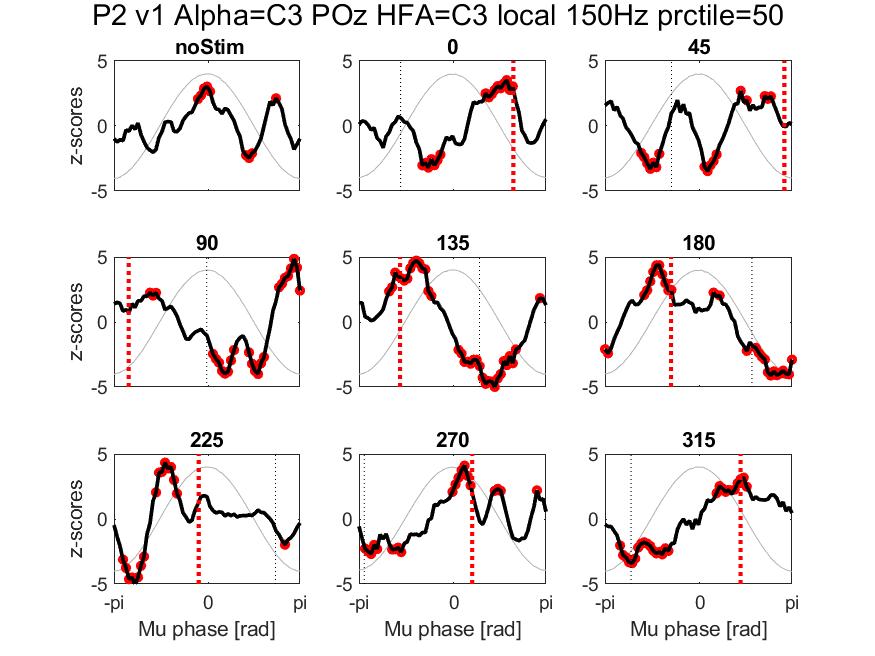 P2 v1 Alpha=C3 POz HFA=C3 local 150Hz prctile=50
noStim 0 45
5 5 5
z-scores 0 0 0
-5 -5 -5
90 135 180
5 5 5
z-scores 0 0 0
-5 -5 -5
225 270 315
5 5 5
z-scores 0 0 0
-5 -5 -5
-pi 0 pi -pi 0 pi -pi 0 pi
Mu phase [rad] Mu phase [rad] Mu phase [rad]